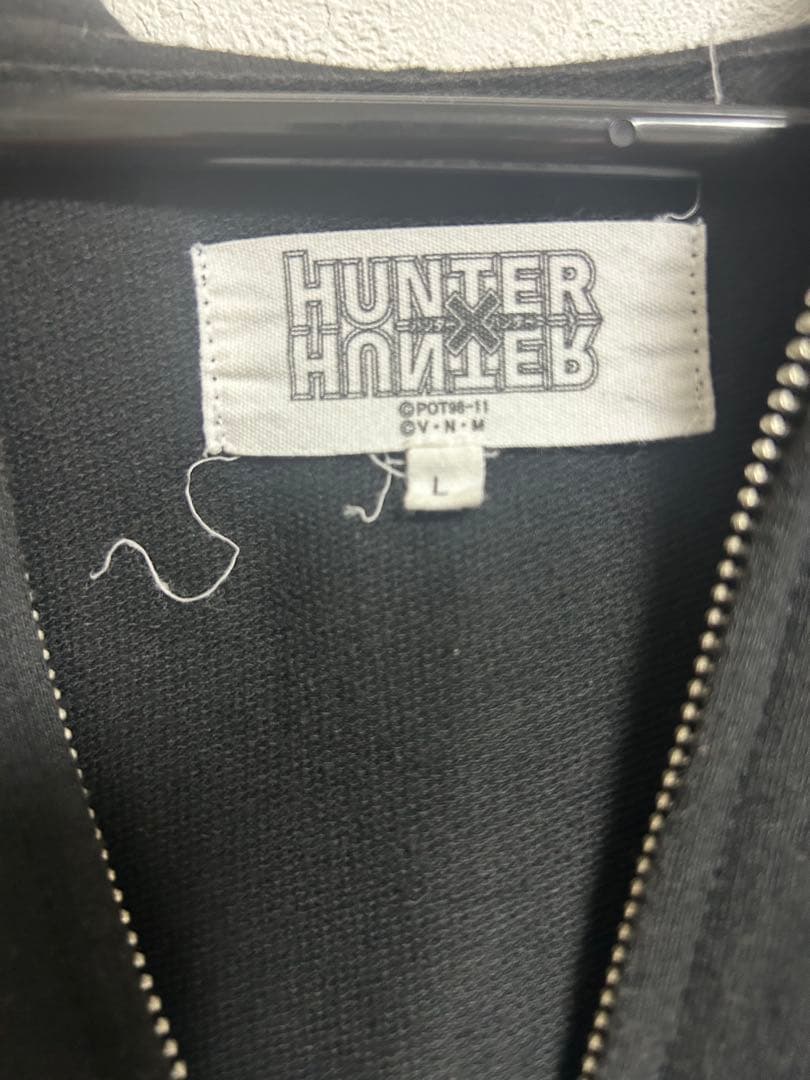 HUNTER
×
HUNTER
©POT98-11
©V・N・M
L